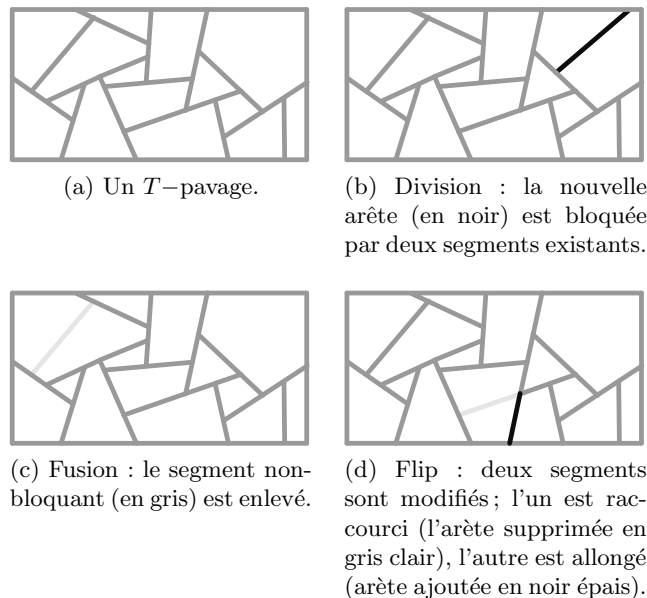 (a) Un T−pavage.
(b) Division : la nouvelle
arête (en noir) est bloquée
par deux segments existants.
(c) Fusion : le segment non-
bloquant (en gris) est enlevé.
(d) Flip : deux segments
sont modifiés ; l'un est rac-
courci (l'arète supprimée en
gris clair), l'autre est allongé
(arète ajoutée en noir épais).